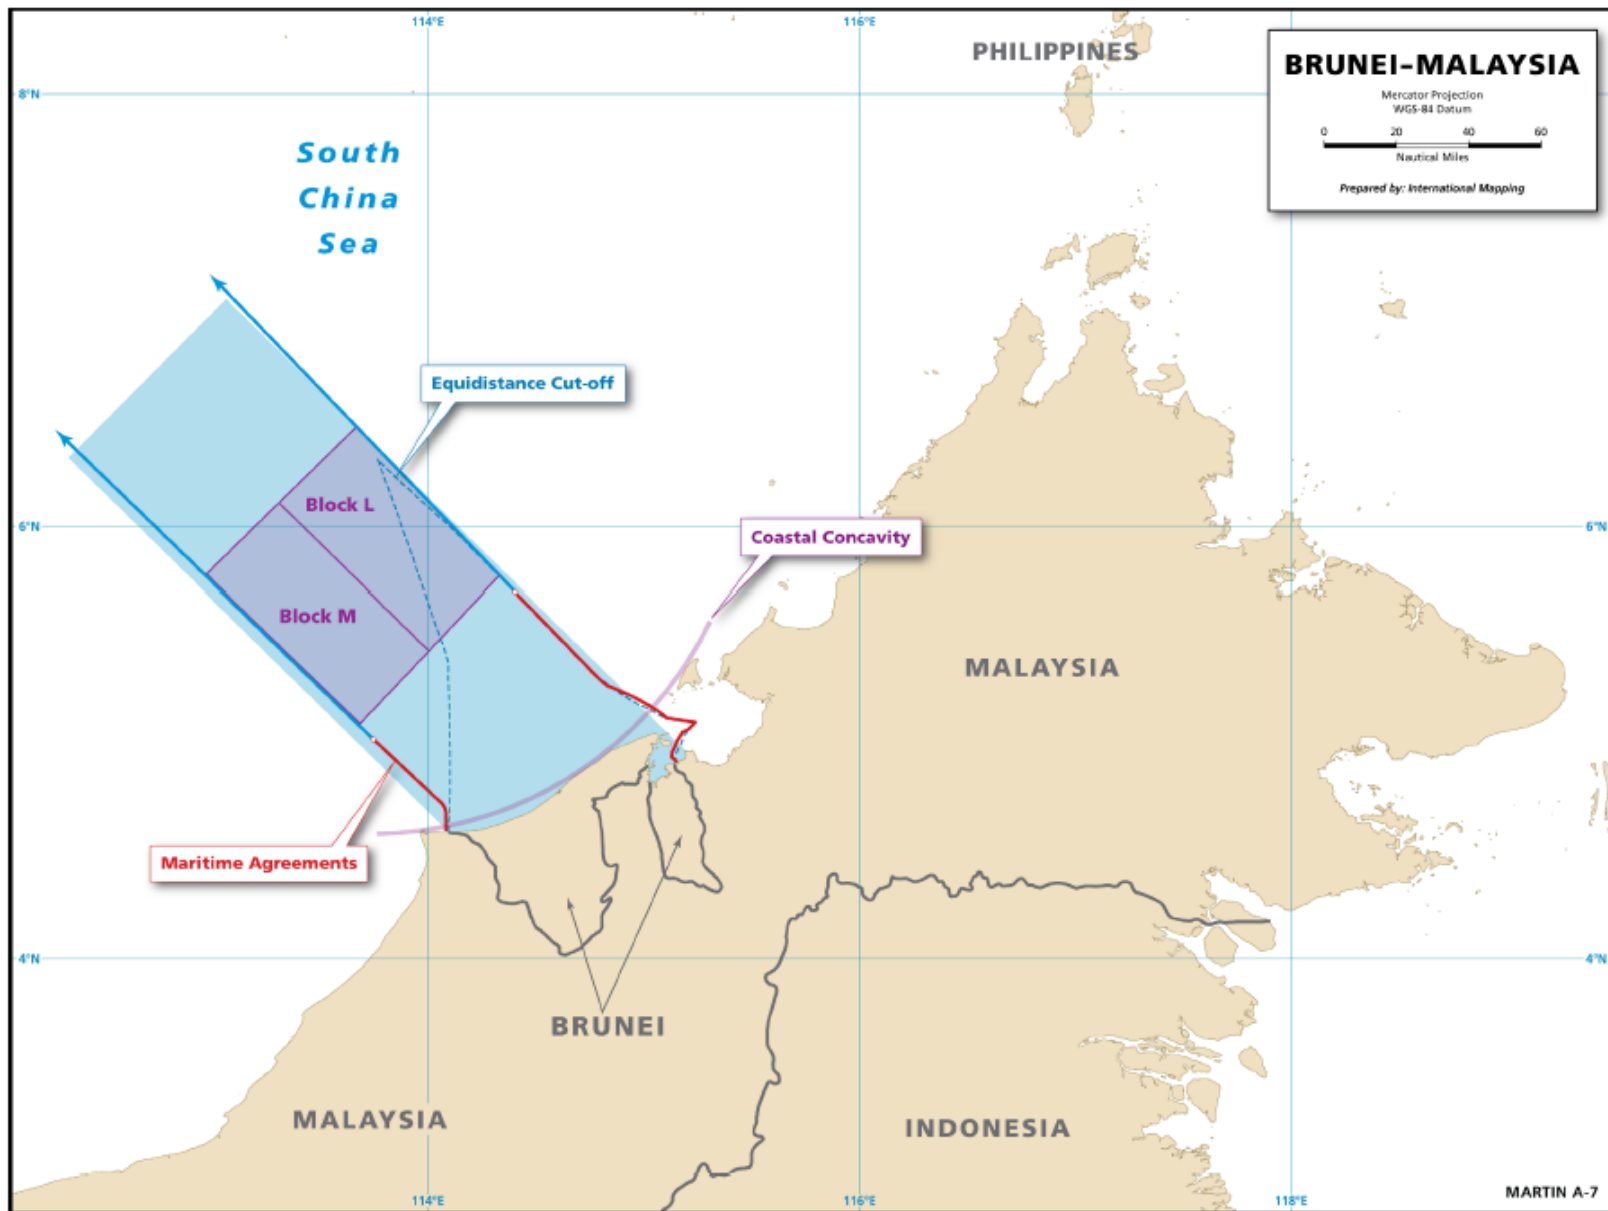 114°E
116°E
PHILIPPINES
BRUNEI–MALAYSIA
Mercator Projection
WGS-84 Datum
0 20 40 60
Nautical Miles
Prepared by: International Mapping
8°N
South
China
Sea
Equidistance Cut-off
Block L
6°N
6°N
Coastal Concavity
Block M
MALAYSIA
Maritime Agreements
4°N
4°N
BRUNEI
MALAYSIA
INDONESIA
114°E
116°E
118°E
MARTIN A-7